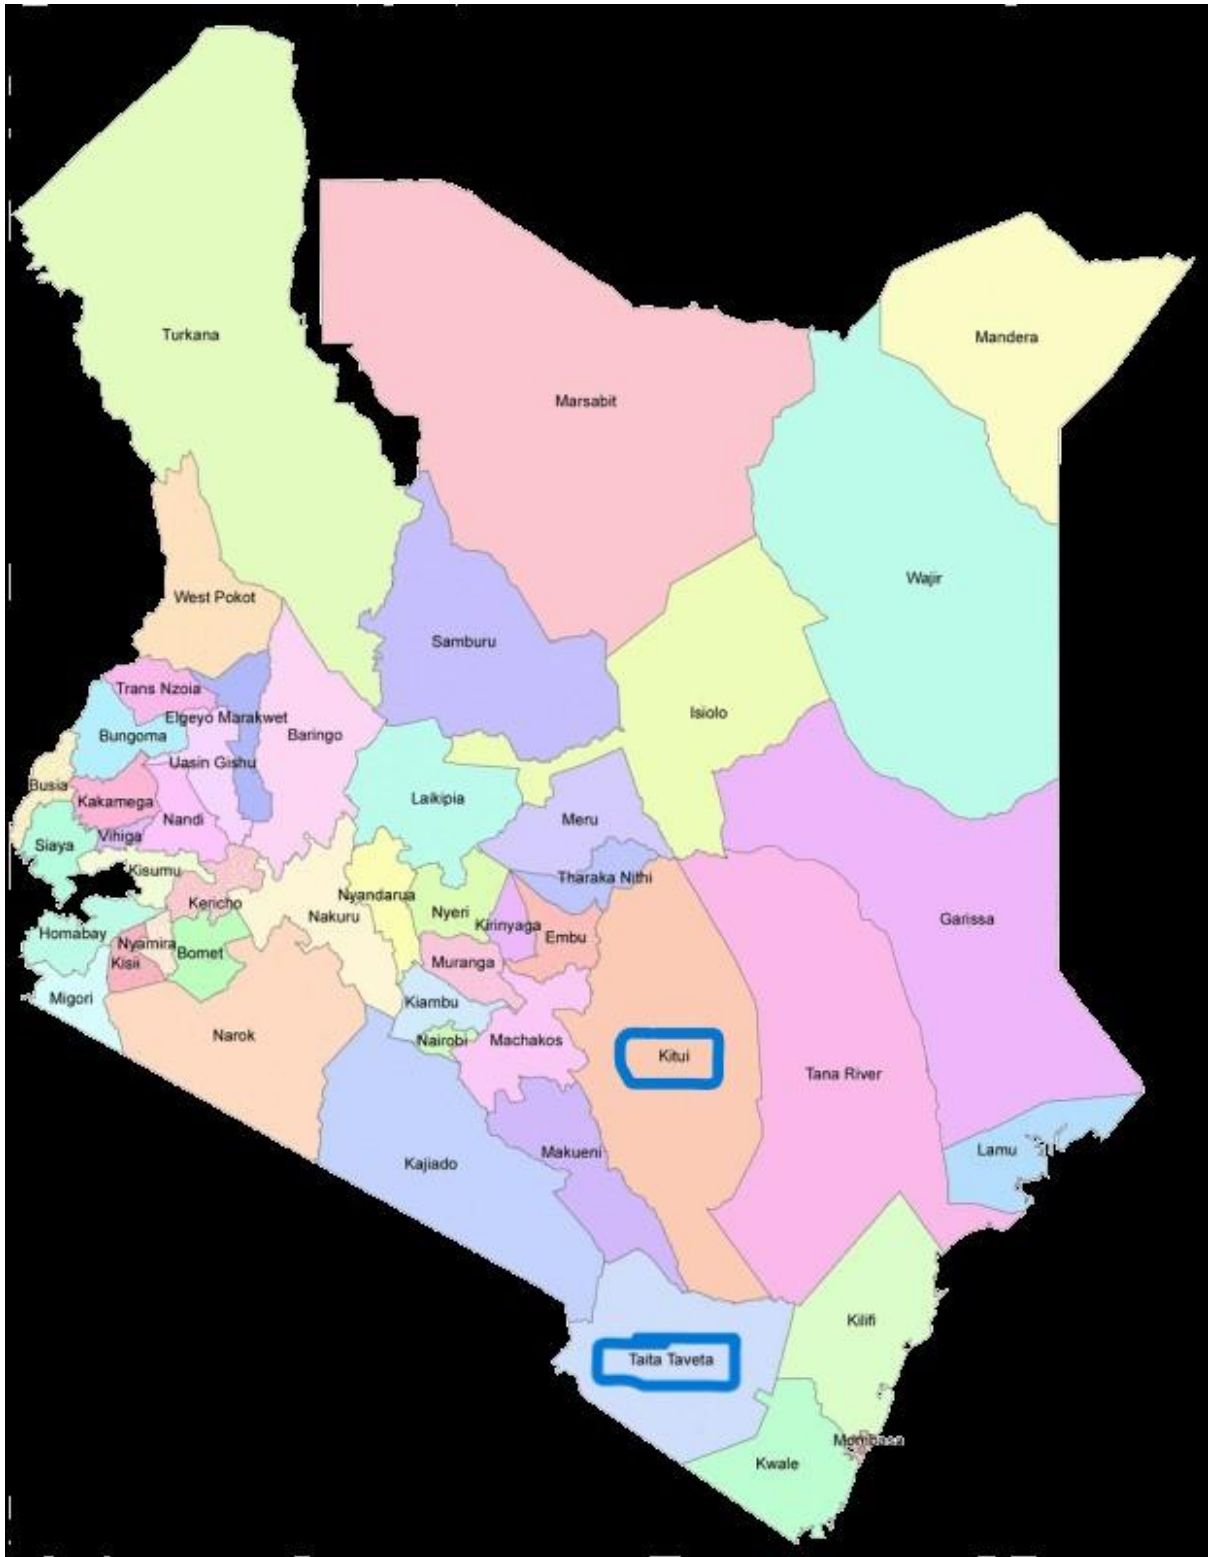 Turkana
Mandera
Marsabit
Wajir
West Pokot
Samburu
Trans Nzoia
Isiolo
Elgeyo Marakwet
Bungoma
Baringo
Uasin Gishu
Busia
Kakamega
Laikipia
Nandi
Meru
Vihiga
Siaya
Kisumu
Tharaka Nithi
Nyandarua
Kericho
Nakuru
Nyeri
Garissa
Kirinyaga
Homabay
Embu
Nyamira
Bomet
Kisii
Muranga
Migori
Kiambu
Narok
Nairobi
Machakos
Kitui
Tana River
Makueni
Lamu
Kajiado
Kilifi
Taita Taveta
Mombasa
Kwale